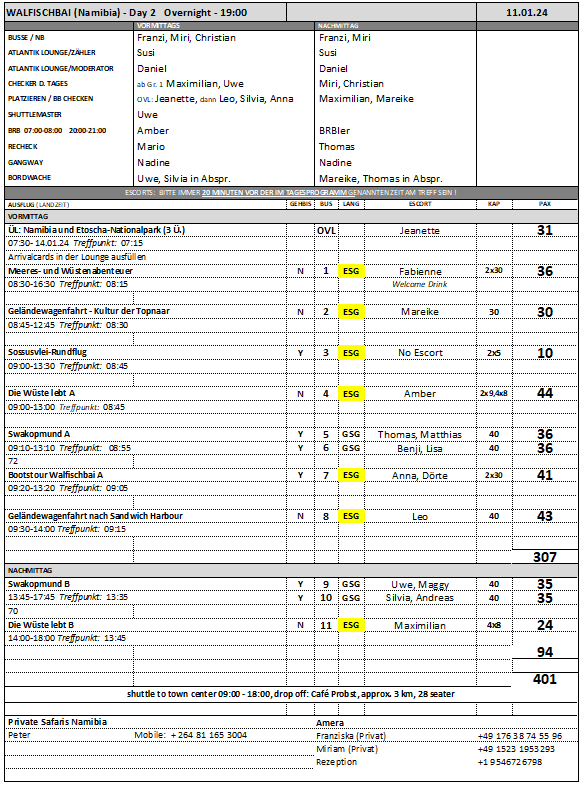 WALFISCHBAI (Namibia) - Day 2 Overnight - 19:00 11.01.24
VORMITTAGS NACHMITTAG
BUSSE / NB Franzi, Miri, Christian Franzi, Miri
ATLANTIK LOUNGE/ZÄHLER Susi Susi
ATLANTIK LOUNGE/MODERATOR Daniel Daniel
CHECKER D. TAGES ab Gr. 1 Maximilian, Uwe Miri, Christian
PLATZIEREN / BB CHECKEN OVL: Jeanette, dann Leo, Silvia, Anna Maximilian, Mareike
SHUTTLEMASTER Uwe
BRB 07:00-08:00 20:00-21:00 Amber BRBler
RECHECK Mario Thomas
GANGWAY Nadine Nadine
BORDWACHE Uwe, Silvia in Abspr. Mareike, Thomas in Abspr.
ESCORTS: BITTE IMMER 20 MINUTEN VOR DER IM TAGESPROGRAMM GENANNTEN ZEIT AM TREFF SEIN !
AUSFLUG (LANDZEIT) GEHBIS BUS LANG ESCORT KAP PAX
VORMITTAG
ÜL: Namibia und Etoscha-Nationalpark (3 Ü.) OVL Jeanette 31
07:30- 14.01.24 Treffpunkt: 07:15
Arrivalcards in der Lounge ausfüllen
Meeres- und Wüstenabenteuer N 1 ESG Fabienne 2x30 36
08:30-16:30 Treffpunkt: 08:15 Welcome Drink
Geländewagenfahrt - Kultur der Topnaar N 2 ESG Mareike 30 30
08:45-12:45 Treffpunkt: 08:30
Sossusvlei-Rundflug Y 3 ESG No Escort 2x5 10
09:00-13:30 Treffpunkt: 08:45
Die Wüste lebt A N 4 ESG Amber 2x9,4x8 44
09:00-13:00 Treffpunkt: 08:45
Swakopmund A Y 5 GSG Thomas, Matthias 40 36
09:10-13:10 Treffpunkt: 08:55 Y 6 GSG Benji, Lisa 40 36
72
Bootstour Walfischbai A Y 7 ESG Anna, Dörte 2x30 41
09:20-13:20 Treffpunkt: 09:05
Geländewagenfahrt nach Sandwich Harbour N 8 ESG Leo 40 43
09:30-14:00 Treffpunkt: 09:15
307
NACHMITTAG
Swakopmund B Y 9 GSG Uwe, Maggy 40 35
13:45-17:45 Treffpunkt: 13:35 Y 10 GSG Silvia, Andreas 40 35
70
Die Wüste lebt B N 11 ESG Maximilian 4x8 24
14:00-18:00 Treffpunkt: 13:45
94
401
shuttle to town center 09:00 - 18:00, drop off: Café Probst, approx. 3 km, 28 seater
Private Safaris Namibia Amera
Peter Mobile: + 264 81 165 3004 Franziska (Privat) +49 176 38 74 55 96
Miriam (Privat) +49 1523 1953293
Rezeption +1 9546726798